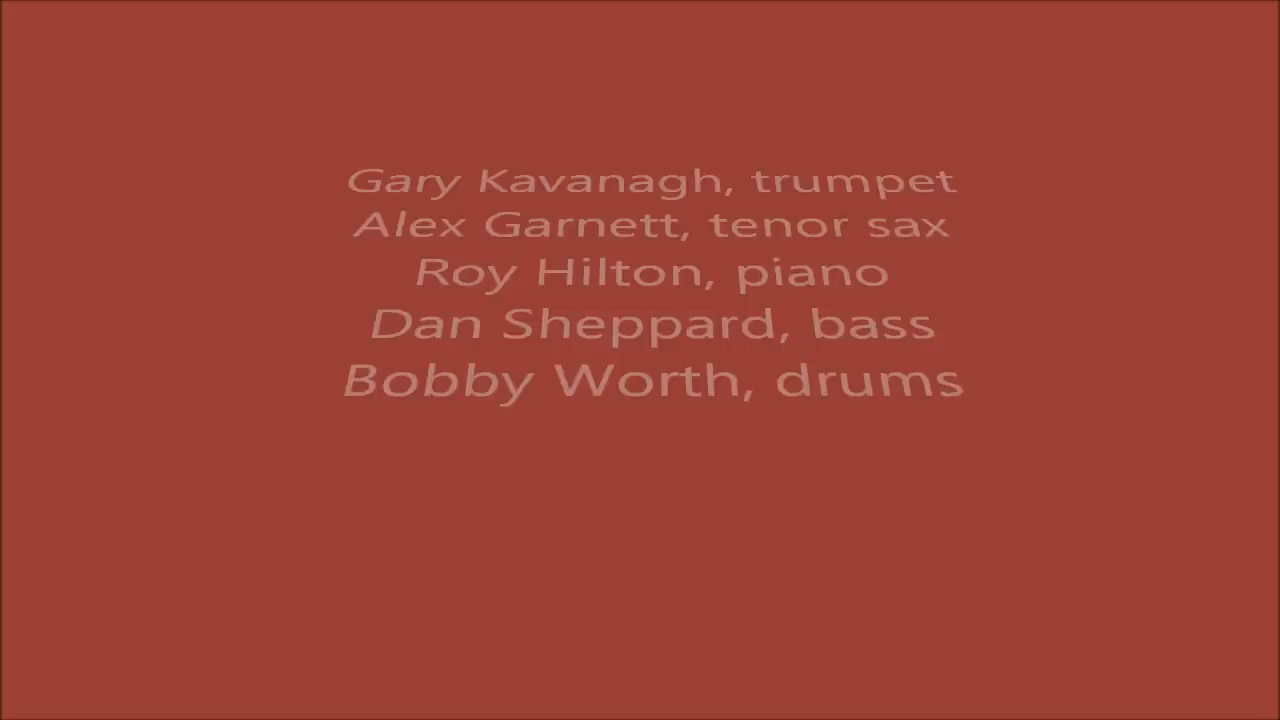 Gary Kavanagh, trumpet
Alex Garnett, tenor sax
Roy Hilton, piano
Dan Sheppard, bass
Bobby Worth, drums